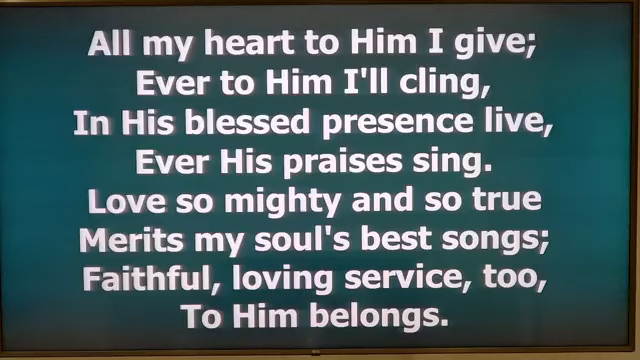 All my heart to Him I give;
Ever to Him I'll cling,
In His blessed presence live,
Ever His praises sing.
Love so mighty and so true
Merits my soul's best songs;
Faithful, loving service, too,
To Him belongs.